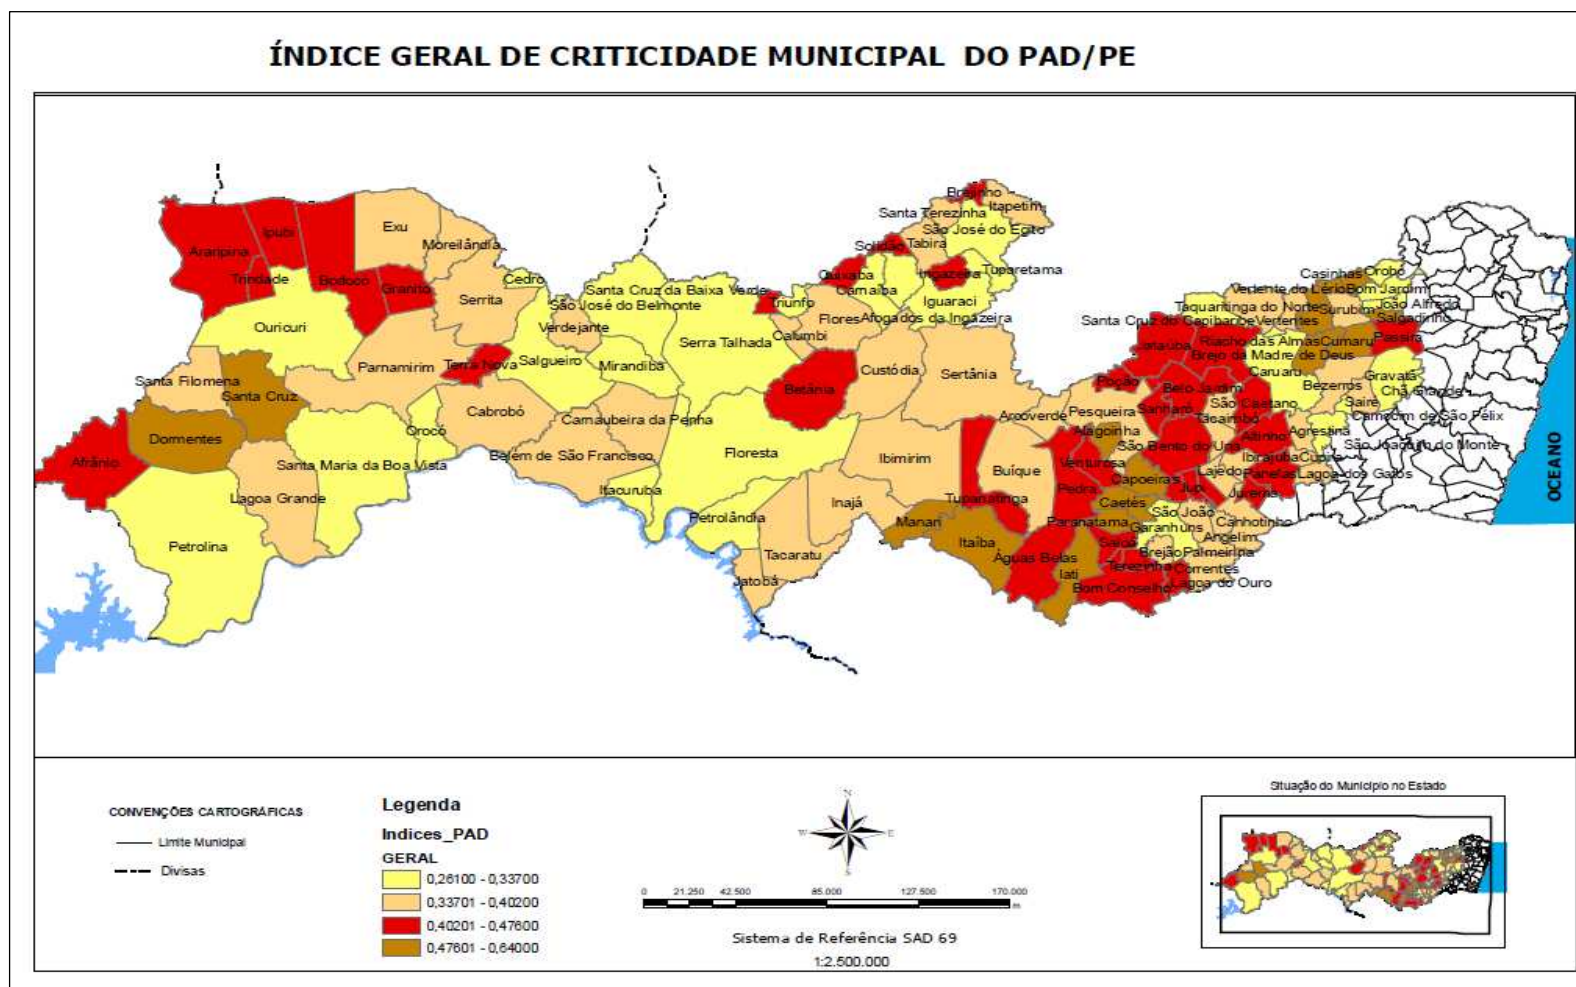 ÍNDICE GERAL DE CRITICIDADE MUNICIPAL DO PAD/PE
Brejinho
Itapetim
Santa Terezinha
São José do Egito
Exu
Ipubi
Araripina
Moreilândia
Solidão
Tabira
Trindade
Bodocó
Granito
Cedro
Quixaba
Ingazeira
Tuparetama
Santa Cruz da Baixa Verde
Carnaíba
Serrita
São José do Belmonte
Triunfo
Iguaraci
Flores
Afogados da Ingazeira
Ouricuri
Verdejante
Calumbi
Serra Talhada
Casinhas
Orobó
Vertente do Lério
Bom Jardim
Taquaritinga do Norte
Surubim
João Alfredo
Santa Cruz do Capibaribe
Vertentes
Salgadinho
Riacho das Almas
Cumaru
Passira
Brejo da Madre de Deus
Parnamirim
Terra Nova
Salgueiro
Mirandiba
Custódia
Sertânia
Caruaru
Gravatá
Santa Filomena
Santa Cruz
Betânia
Poção
Belo Jardim
Bezerros
Chã Grande
Sairé
Cabrobó
Carnaubeira da Penha
Arcoverde
Pesqueira
Sanharó
São Caetano
Tacaimbó
Camocim de São Félix
Dormentes
Orocó
Alagoinha
Altinho
Agrestina
São Bento do Una
São Joaquim do Monte
Afrânio
Santa Maria da Boa Vista
Belém de São Francisco
Floresta
Ibimirim
Buíque
Venturosa
Ibirajuba
Cupira
Lagoa Grande
Itacuruba
Inajá
Tupanatinga
Pedra
Capoeiras
Lajedo
Panelas
Lagoa dos Gatos
Jupi
Jurema
Petrolândia
Manari
Caetés
São João
Paranatama
Garanhuns
Canhotinho
Petrolina
Tacaratu
Itaíba
Angelim
Águas Belas
Brejão
Palmeirina
Jatobá
Iati
Terezinha
Correntes
Bom Conselho
Lagoa do Ouro
OCEANO
CONVENÇÕES CARTOGRÁFICAS
Limite Municipal
Divisas
Legenda
Indices_PAD
GERAL
0,26100 - 0,33700
0,33701 - 0,40200
0,40201 - 0,47600
0,47601 - 0,64000
N
W E
S
0 21.250 42.500 85.000 127.500 170.000
m
Sistema de Referência SAD 69
1:2.500.000
Situação do Municipio no Estado